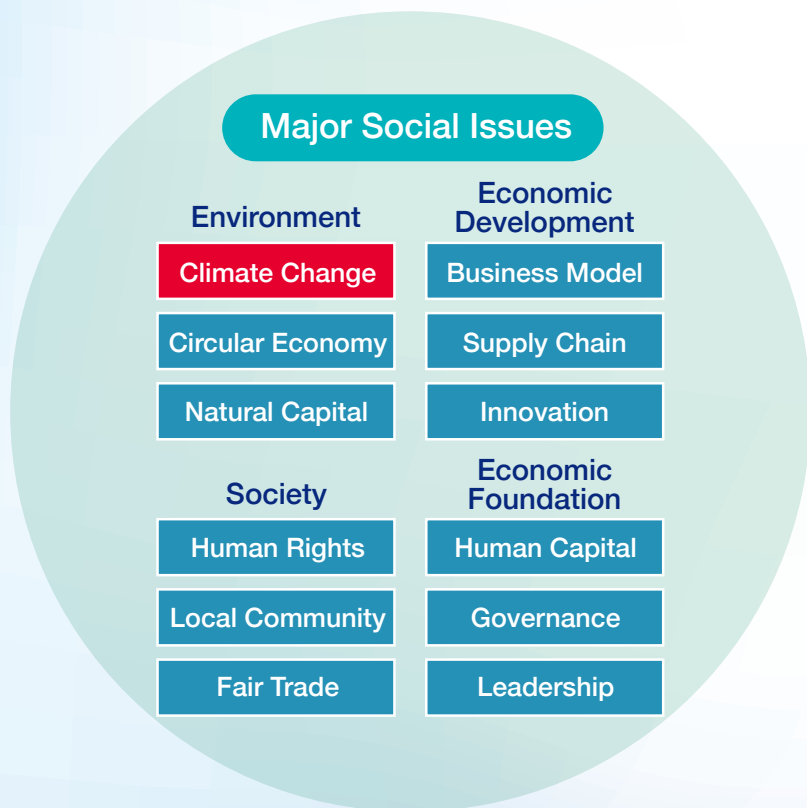 Major Social Issues
Environment
Climate Change
Circular Economy
Natural Capital
Economic
Development
Business Model
Supply Chain
Innovation
Society
Human Rights
Local Community
Fair Trade
Economic
Foundation
Human Capital
Governance
Leadership